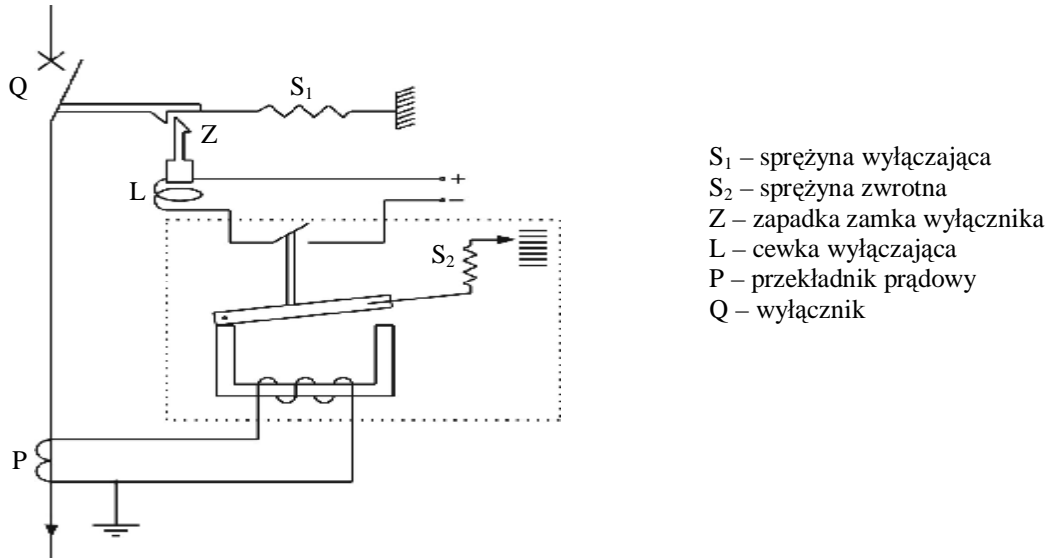 Q
S₁
Z
L
+
–
S₂
P
S₁ – sprężyna wyłączająca
S₂ – sprężyna zwrotna
Z – zapadka zamka wyłącznika
L – cewka wyłączająca
P – przekładnik prądowy
Q – wyłącznik